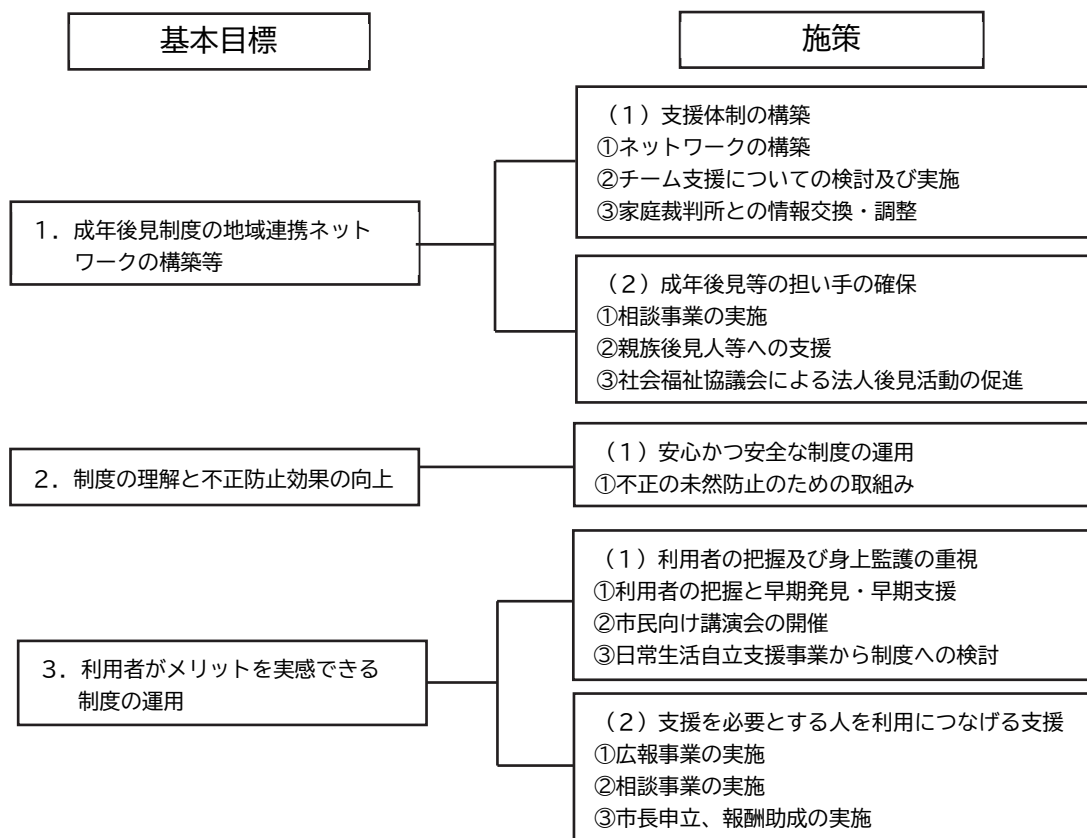 基本目標
施策
1．成年後見制度の地域連携ネット
ワークの構築等
（1）支援体制の構築
①ネットワークの構築
②チーム支援についての検討及び実施
③家庭裁判所との情報交換・調整
（2）成年後見等の担い手の確保
①相談事業の実施
②親族後見人等への支援
③社会福祉協議会による法人後見活動の促進
2．制度の理解と不正防止効果の向上
（1）安心かつ安全な制度の運用
①不正の未然防止のための取組み
3．利用者がメリットを実感できる
制度の運用
（1）利用者の把握及び身上監護の重視
①利用者の把握と早期発見・早期支援
②市民向け講演会の開催
③日常生活自立支援事業から制度への検討
（2）支援を必要とする人を利用につなげる支援
①広報事業の実施
②相談事業の実施
③市長申立、報酬助成の実施